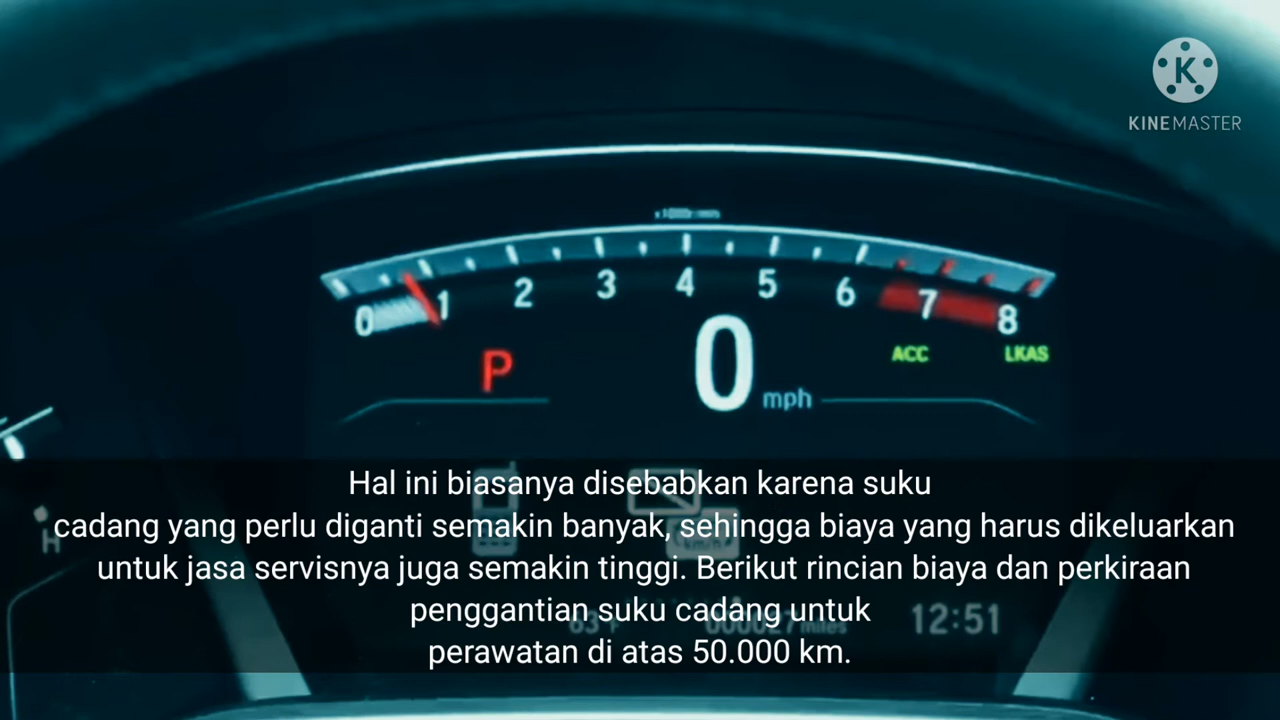 KINEMASTER
0 1 2 3 4 5 6 7 8
P
0 mph
ACC
LKAS
H
Hal ini biasanya disebabkan karena suku
cadang yang perlu diganti semakin banyak, sehingga biaya yang harus dikeluarkan
untuk jasa servisnya juga semakin tinggi. Berikut rincian biaya dan perkiraan
penggantian suku cadang untuk
perawatan di atas 50.000 km.
12:51